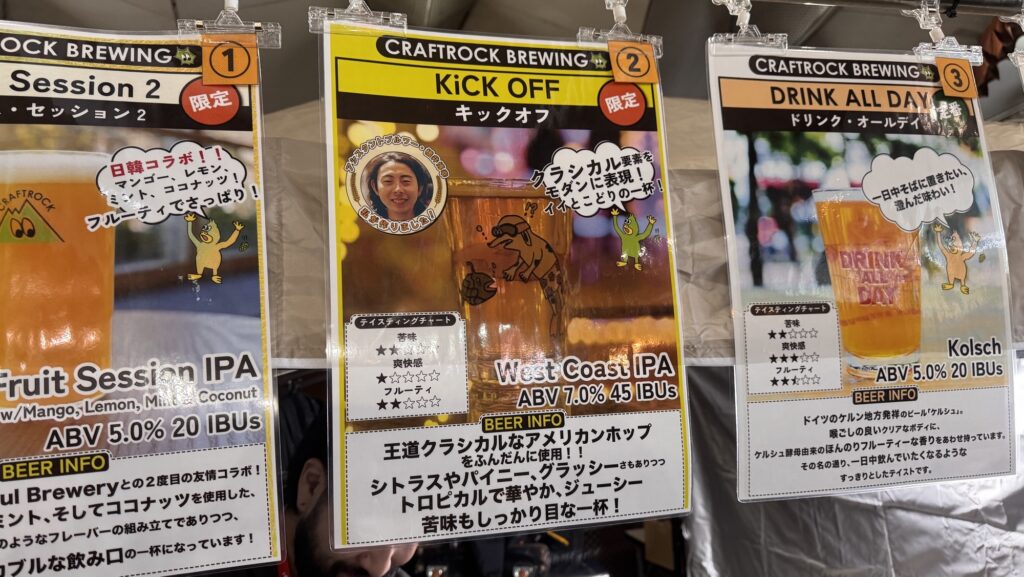 ROCK BREWING
①
Session 2
限定
・セッション2
日韓コラボ!!
マンゴー、レモン、
ミント、ココナッツ!
フルーティでさっぱり!
CRAFTROCK
Fruit Session IPA
w/Mango, Lemon, Mint, Coconut
ABV 5.0% 20 IBUs
BEER INFO
ul Breweryとの2度目の友情コラボ!
ミント、そしてココナツを使用した、
のようなフレーバーの組み立てでありつつ、
カブルな飲み口の一杯になっています!
CRAFTROCK BREWING
②
KiCK OFF
限定
キックオフ
クラシカル要素を
モダンに表現!
イイとこどりの一杯!
テイスティングチャート
苦味
★★☆☆☆
爽快感
★☆☆☆☆
フルーティ
★★☆☆☆
West Coast IPA
ABV 7.0% 45 IBUs
BEER INFO
王道クラシカルなアメリカンホップ
をふんだんに使用!!
シトラスやパイニー、グラッシーさもありつつ
トロピカルで華やか、ジューシー
苦味もしっかり目な一杯!
CRAFTROCK BREWING
③
DRINK ALL DAY
ドリンク・オールデイ
一日中そばに置きたい、
澄んだ味わい!
DRINK
ALL
DAY
テイスティングチャート
苦味
爽快感
フルーティ
Kolsch
ABV 5.0% 20 IBUs
BEER INFO
ドイツのケルン地方発祥のビール「ケルシュ」。
喉ごしの良いクリアなボディに、
ケルシュ酵母由来のほんのりフルーティーな香りをあわせ持っています。
その名の通り、一日中飲んでいたくなるような
すっきりとしたテイストです。